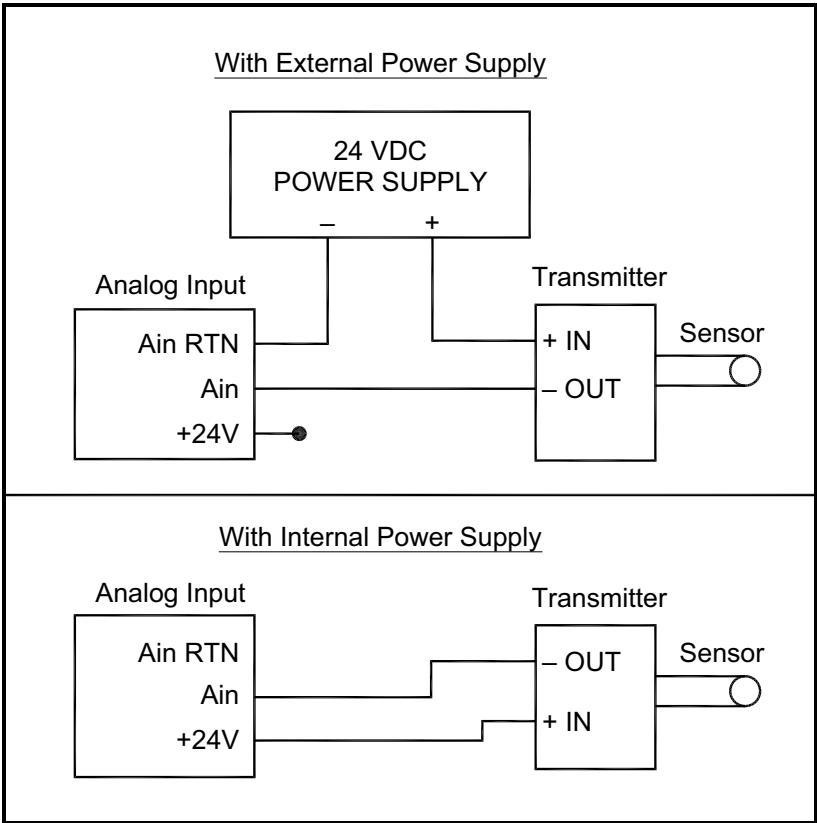 With External Power Supply
24 VDC
POWER SUPPLY
– +
Analog Input
Transmitter
Ain RTN
Ain
+24V
+ IN
– OUT
Sensor
With Internal Power Supply
Analog Input
Transmitter
Ain RTN
Ain
+24V
– OUT
+ IN
Sensor